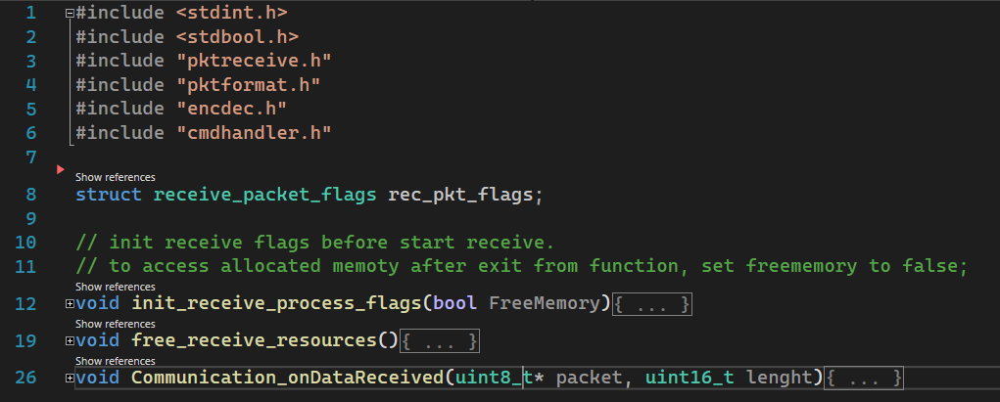 1 #include <stdint.h>
2 #include <stdbool.h>
3 #include "pktreceive.h"
4 #include "pktformat.h"
5 #include "encdec.h"
6 #include "cmdhandler.h"
7
Show references
8 struct receive_packet_flags rec_pkt_flags;
9
10 // init receive flags before start receive.
11 // to access allocated memoty after exit from function, set freememory to false;
Show references
12 void init_receive_process_flags(bool FreeMemory){ ... }
Show references
19 void free_receive_resources(){ ... }
Show references
26 void Communication_onDataReceived(uint8_t* packet, uint16_t lenght){ ... }